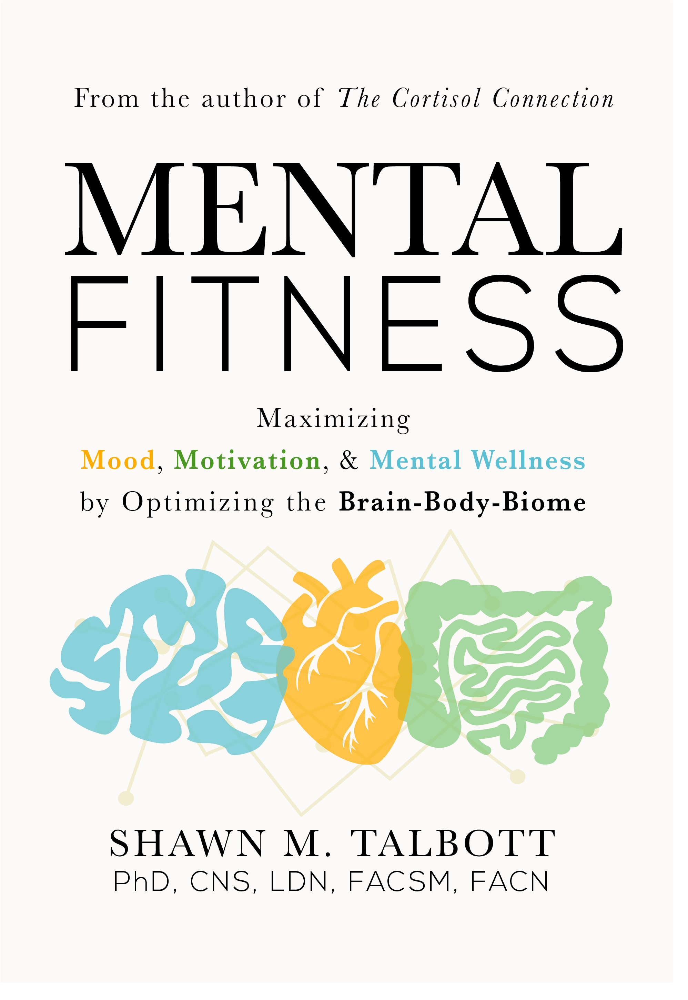 From the author of The Cortisol Connection
MENTAL
FITNESS
Maximizing
Mood, Motivation, & Mental Wellness
by Optimizing the Brain-Body-Biome
SHAWN M. TALBOTT
PhD, CNS, LDN, FACSM, FACN